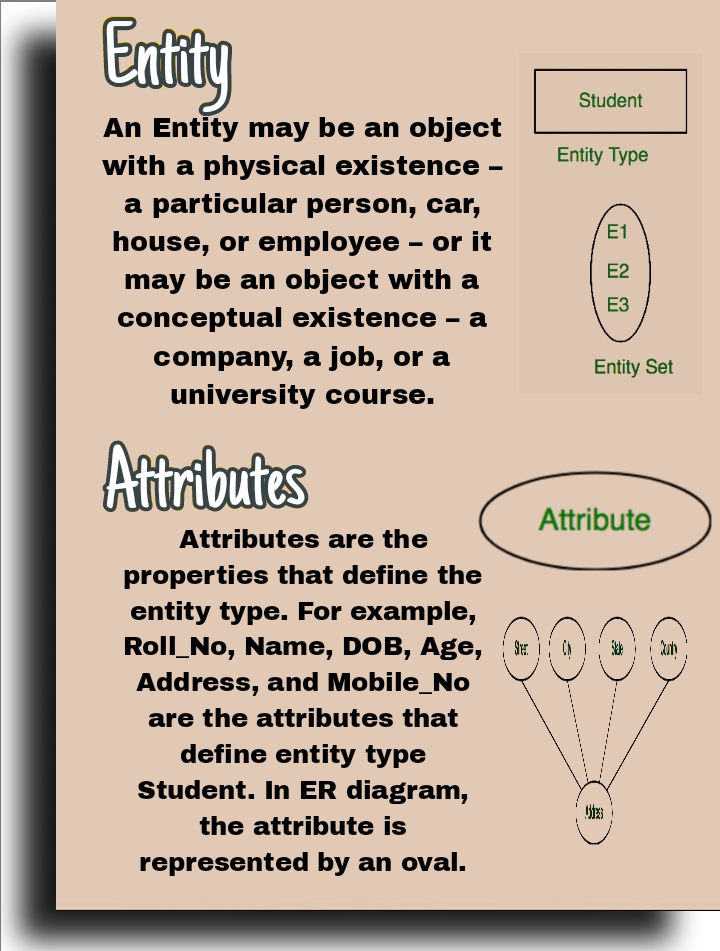 Entity
An Entity may be an object
with a physical existence –
a particular person, car,
house, or employee – or it
may be an object with a
conceptual existence – a
company, a job, or a
university course.
Student
Entity Type
E1
E2
E3
Entity Set
Attributes
Attributes are the
properties that define the
entity type. For example,
Roll_No, Name, DOB, Age,
Address, and Mobile_No
are the attributes that
define entity type
Student. In ER diagram,
the attribute is
represented by an oval.
Attribute
Street City State Country
Address